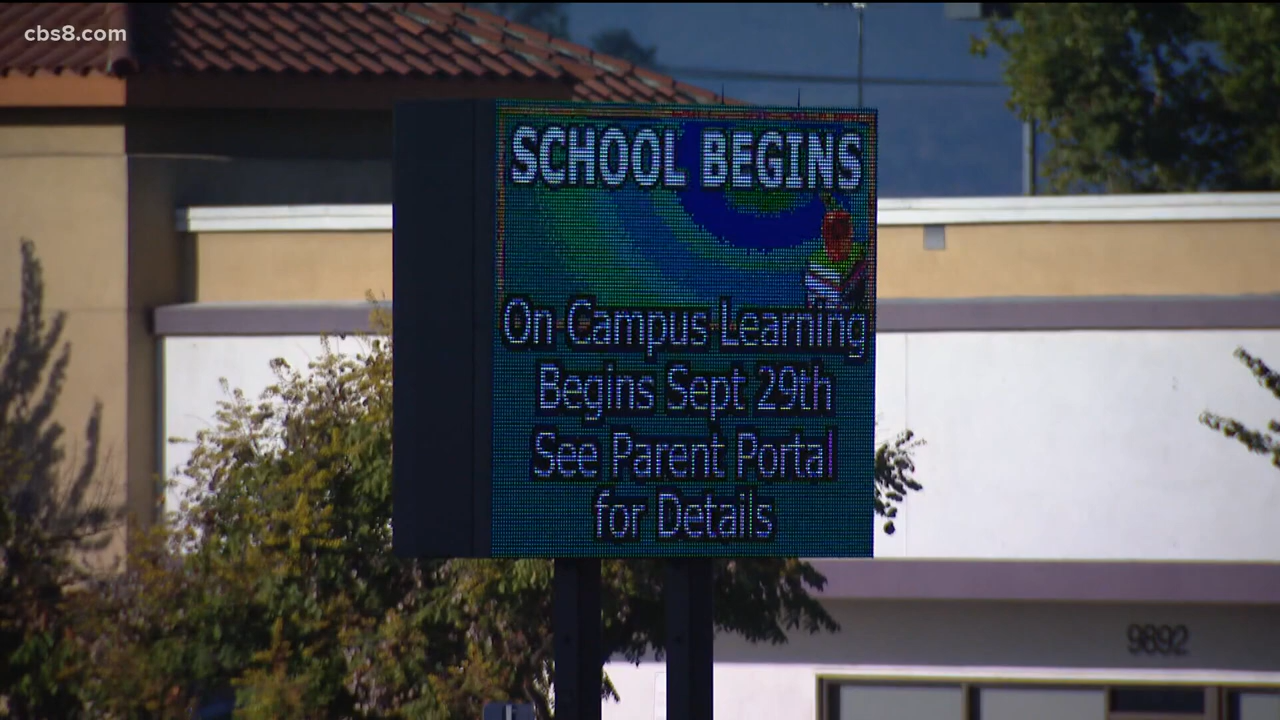 cbs8.com
SCHOOL BEGINS
On Campus Learning
Begins Sept 29th
See Parent Portal
for Details
9892